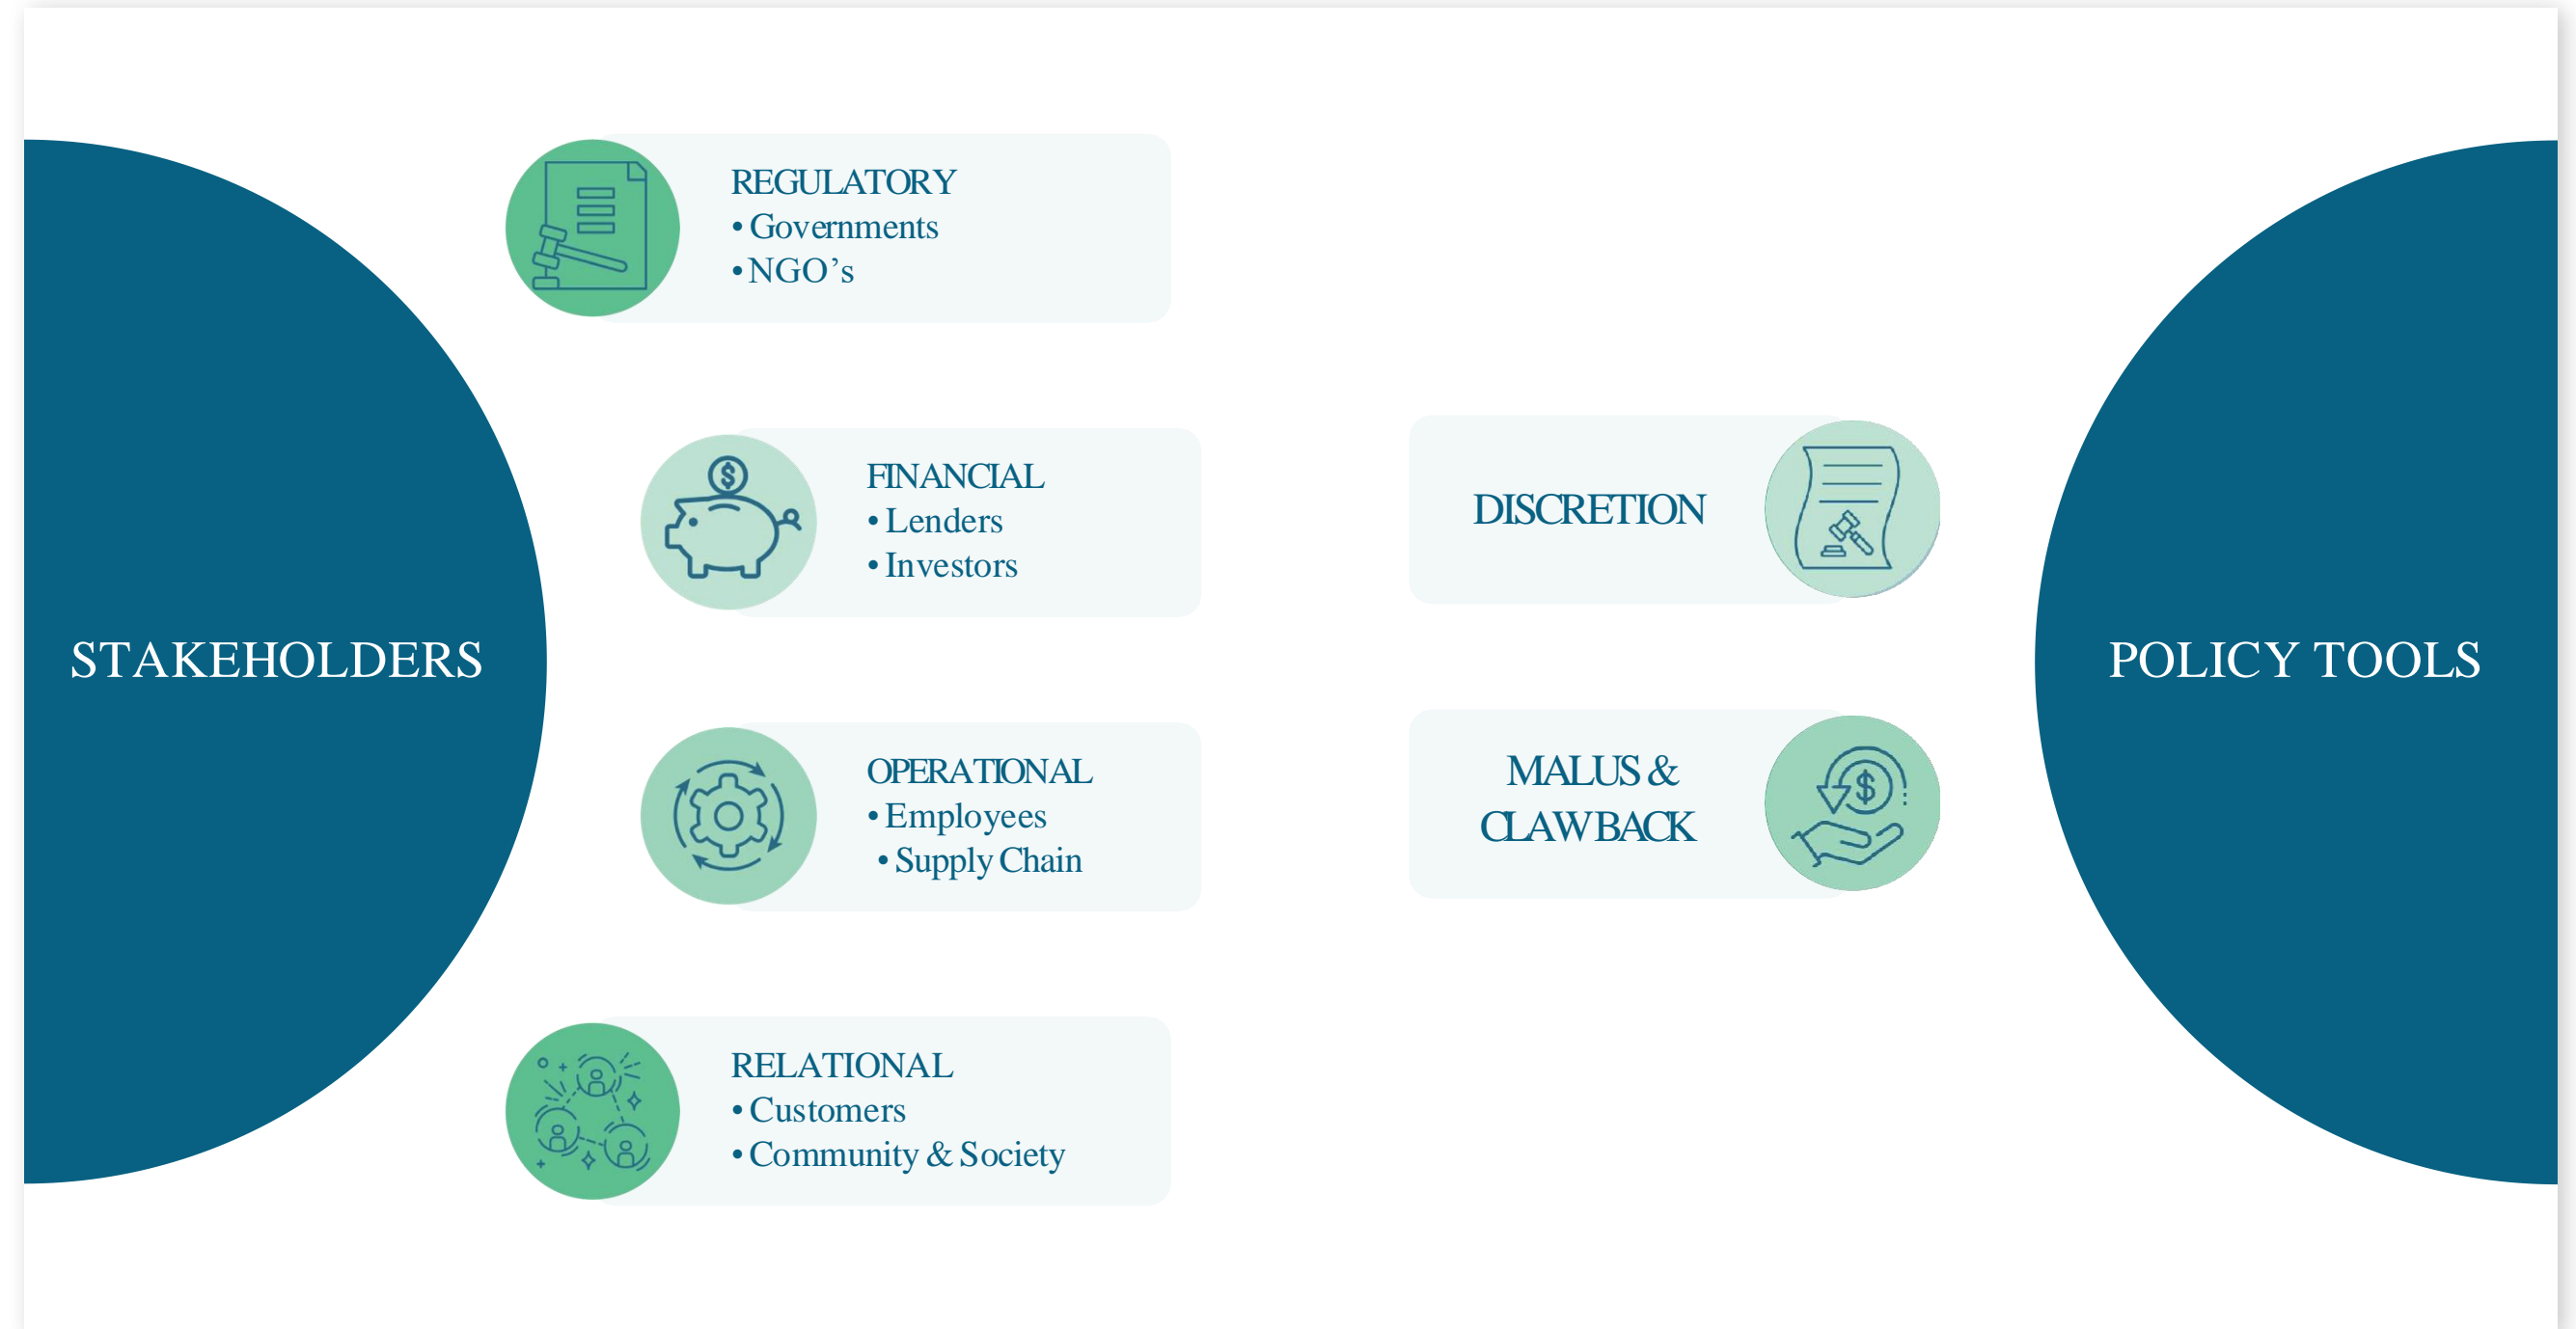 STAKEHOLDERS
REGULATORY
• Governments
• NGO’s
FINANCIAL
• Lenders
• Investors
OPERATIONAL
• Employees
• Supply Chain
RELATIONAL
• Customers
• Community & Society
DISCRETION
MALUS &
CLAWBACK
POLICY TOOLS